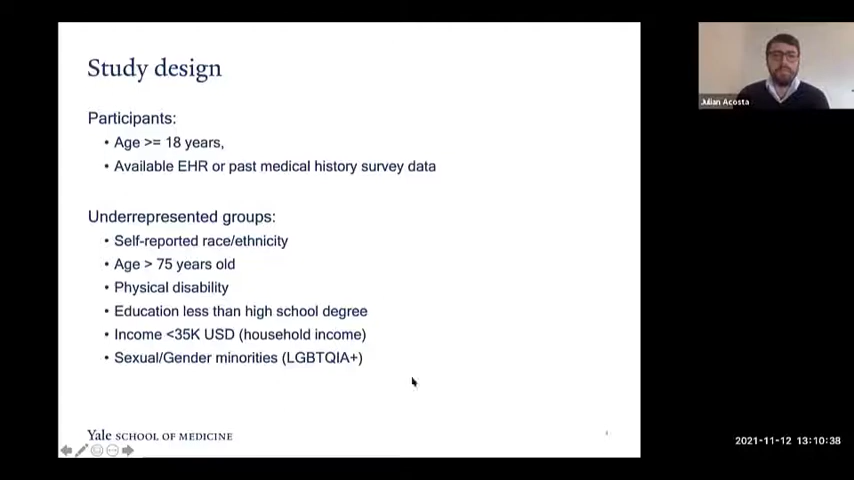 Study design
Participants:
• Age >= 18 years,
• Available EHR or past medical history survey data
Underrepresented groups:
• Self-reported race/ethnicity
• Age > 75 years old
• Physical disability
• Education less than high school degree
• Income <35K USD (household income)
• Sexual/Gender minorities (LGBTQIA+)
Yale SCHOOL OF MEDICINE
Julian Acosta
2021-11-12 13:10:38